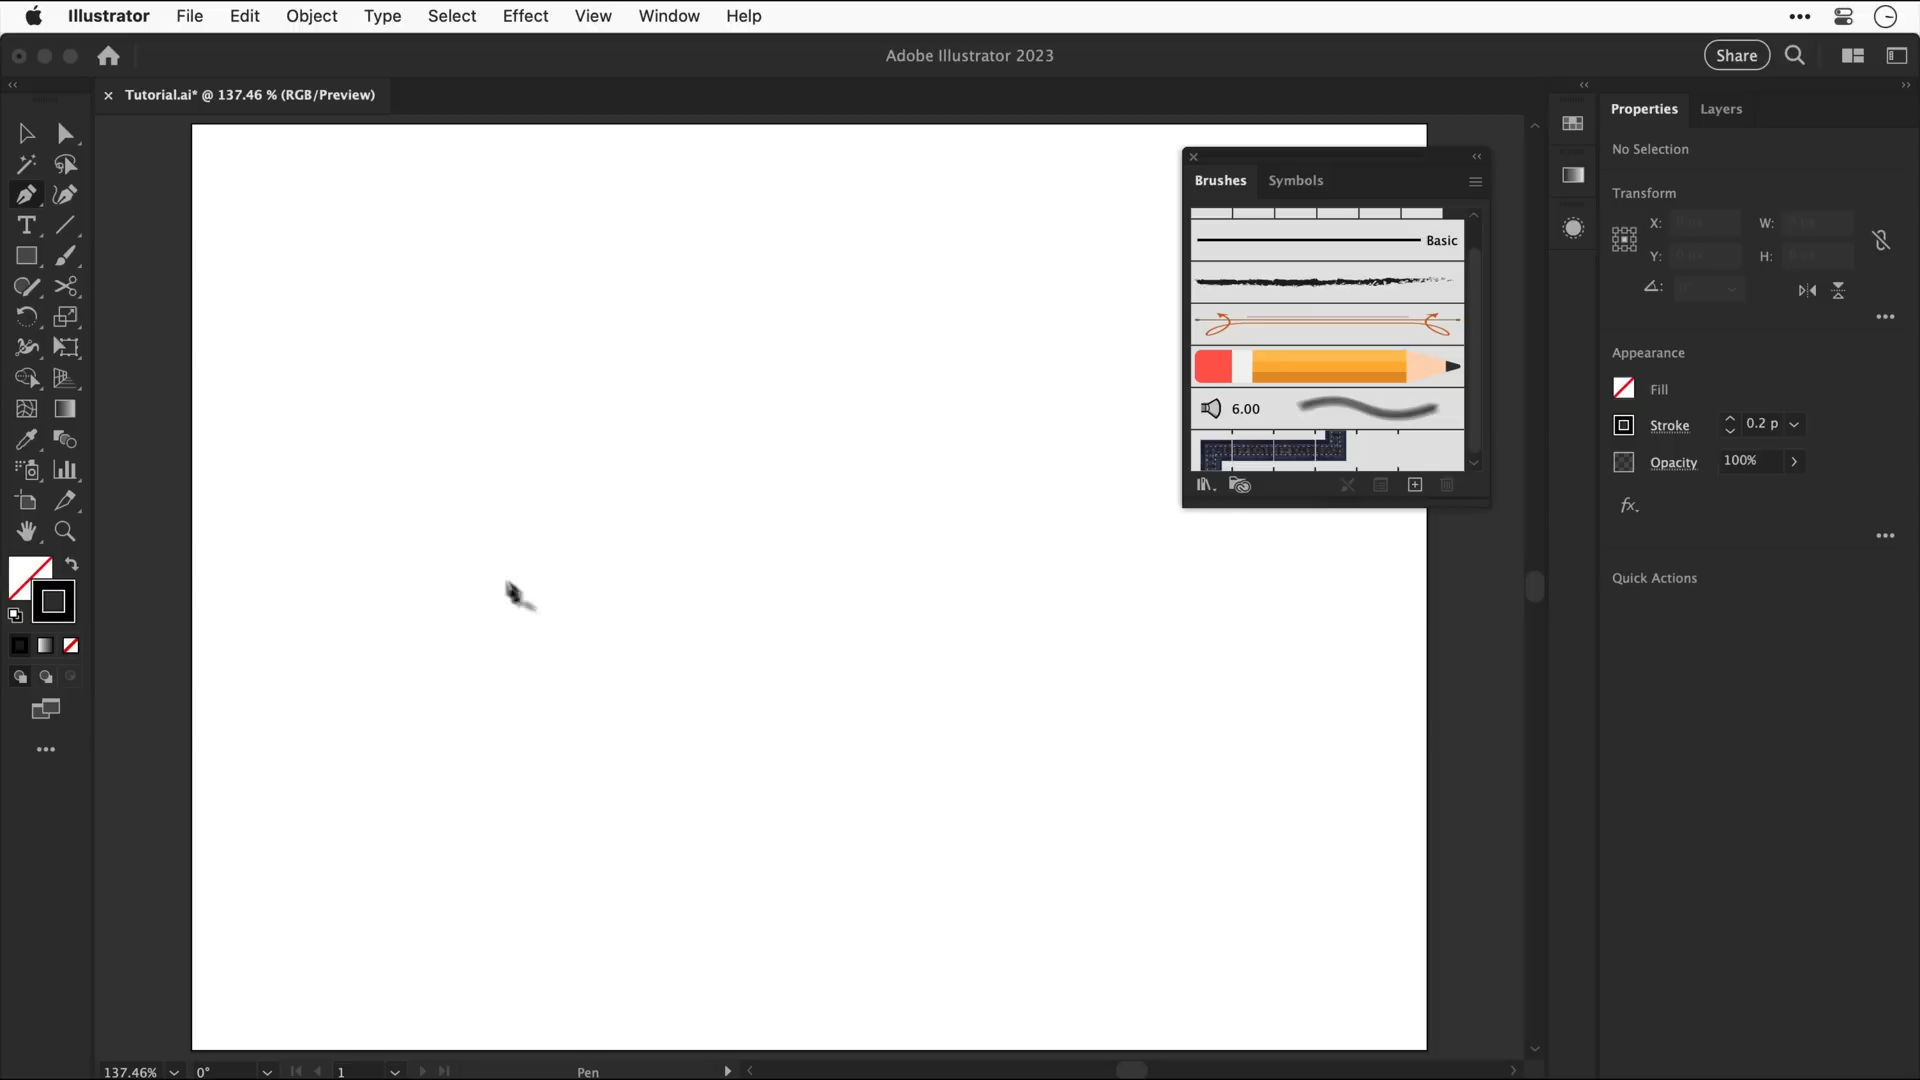 Illustrator File Edit Object Type Select Effect View Window Help
Adobe Illustrator 2023
Share
Tutorial.ai* @ 137.46 % (RGB/Preview)
Properties Layers
No Selection
Transform
X: W:
Y: H:
Appearance
Fill
Stroke 0.2 p
Opacity 100%
fx
Quick Actions
Brushes Symbols
Basic
6.00
137.46% 0° 1 Pen